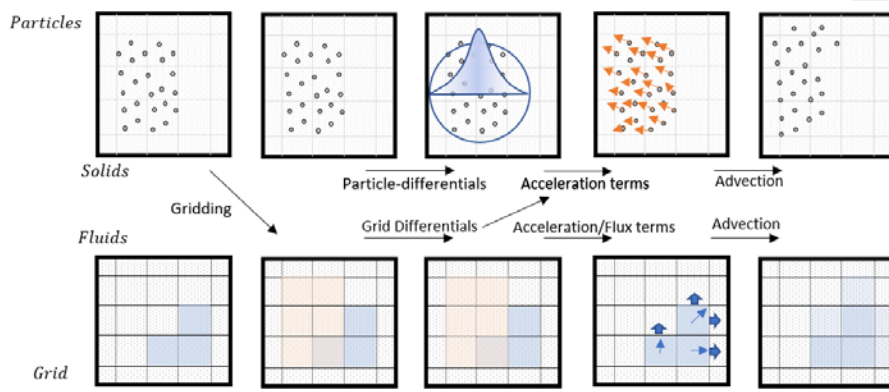 Particles
Solids
Particle-differentials
Acceleration terms
Advection
Gridding
Fluids
Grid Differentials
Acceleration/Flux terms
Advection
Grid